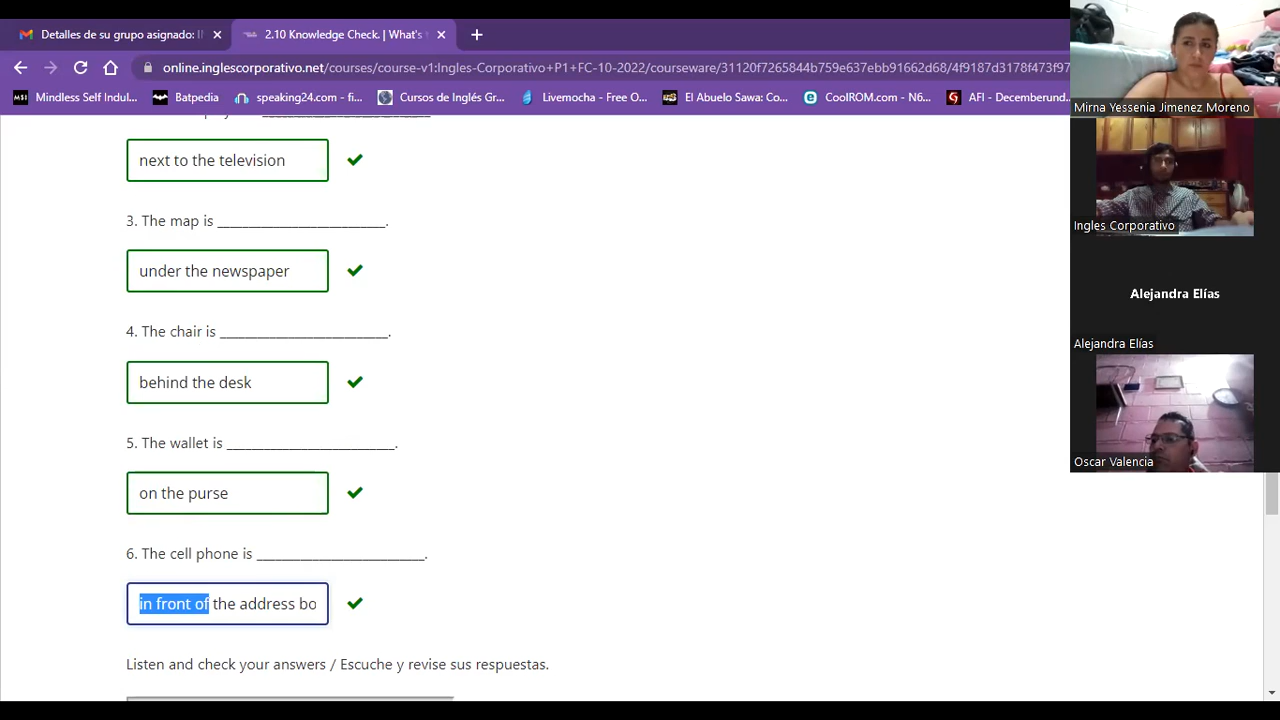 Detalles de su grupo asignado: I
2.10 Knowledge Check. | What's
online.inglescorporativo.net/courses/course-v1:Ingles-Corporativo+P1+FC-10-2022/courseware/31120f7265844b759e637ebb91662d68/4f9187d3178f473f97
Mindless Self Indul...
Batpedia
speaking24.com - fi...
Cursos de Inglés Gr...
Livemocha - Free O...
El Abuelo Sawa: Co...
CoolROM.com - N6...
AFI - Decemberund...
next to the television
3. The map is ________________________.
under the newspaper
4. The chair is ________________________.
behind the desk
5. The wallet is ________________________.
on the purse
6. The cell phone is ________________________.
in front of the address bo
Listen and check your answers / Escuche y revise sus respuestas.
Mirna Yessenia Jimenez Moreno
Ingles Corporativo
Alejandra Elías
Alejandra Elías
Oscar Valencia